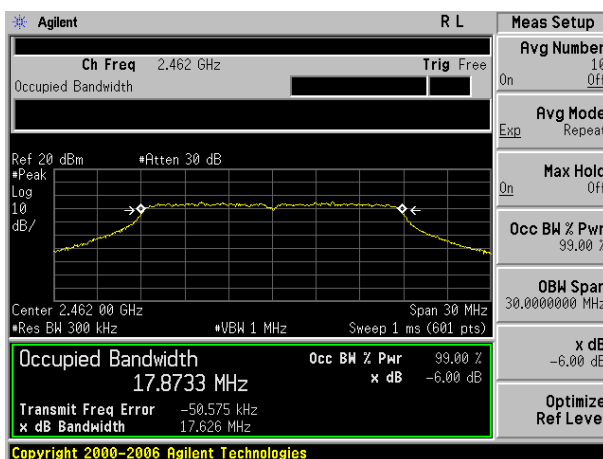 Agilent R L Meas Setup
Ch Freq 2.462 GHz Trig Free
Occupied Bandwidth
Avg Number
10
On Off
Avg Mode
Exp Repeat
Max Hold
On Off
Occ BW % Pwr
99.00 %
OBW Span
30.0000000 MHz
x dB
-6.00 dB
Optimize
Ref Level
Ref 20 dBm #Atten 30 dB
#Peak
Log
10
dB/
Center 2.462 00 GHz Span 30 MHz
#Res BW 300 kHz #VBW 1 MHz Sweep 1 ms (601 pts)
Occupied Bandwidth Occ BW % Pwr 99.00 %
17.8733 MHz x dB -6.00 dB
Transmit Freq Error -50.575 kHz
x dB Bandwidth 17.626 MHz
Copyright 2000-2006 Agilent Technologies